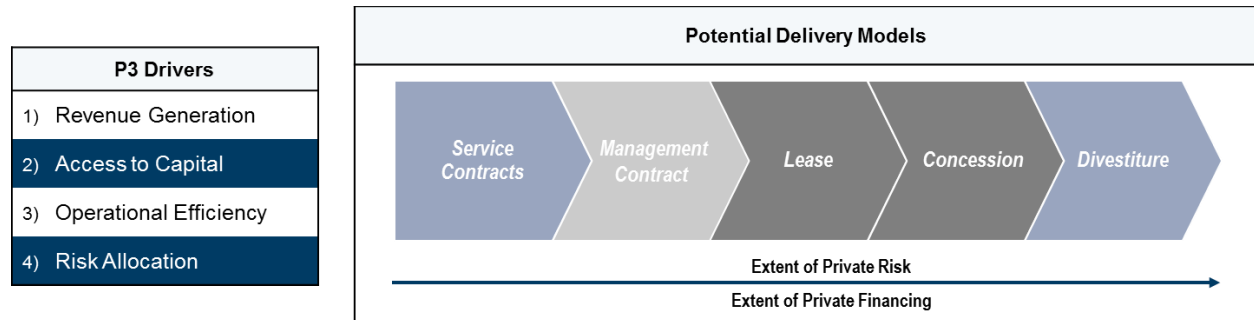 P3 Drivers
1) Revenue Generation
2) Access to Capital
3) Operational Efficiency
4) Risk Allocation
Potential Delivery Models
Service
Contracts
Management
Contract
Lease
Concession
Divestiture
Extent of Private Risk
Extent of Private Financing